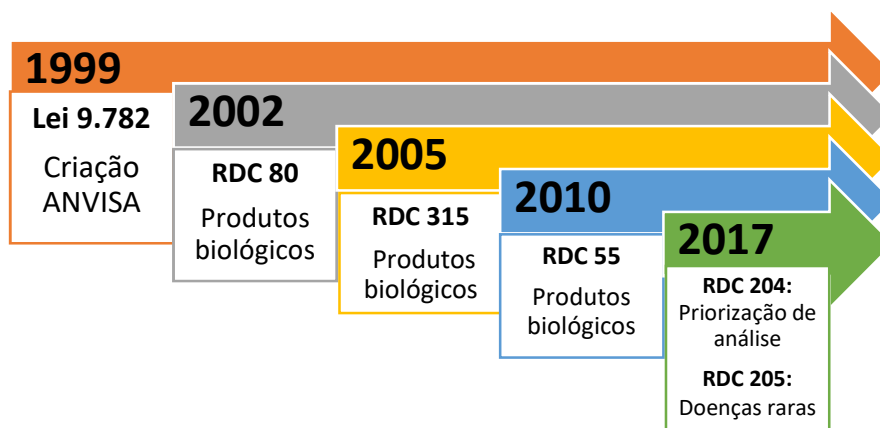 1999
Lei 9.782
Criação
ANVISA
2002
RDC 80
Produtos
biológicos
2005
RDC 315
Produtos
biológicos
2010
RDC 55
Produtos
biológicos
2017
RDC 204:
Priorização de
análise
RDC 205:
Doenças raras